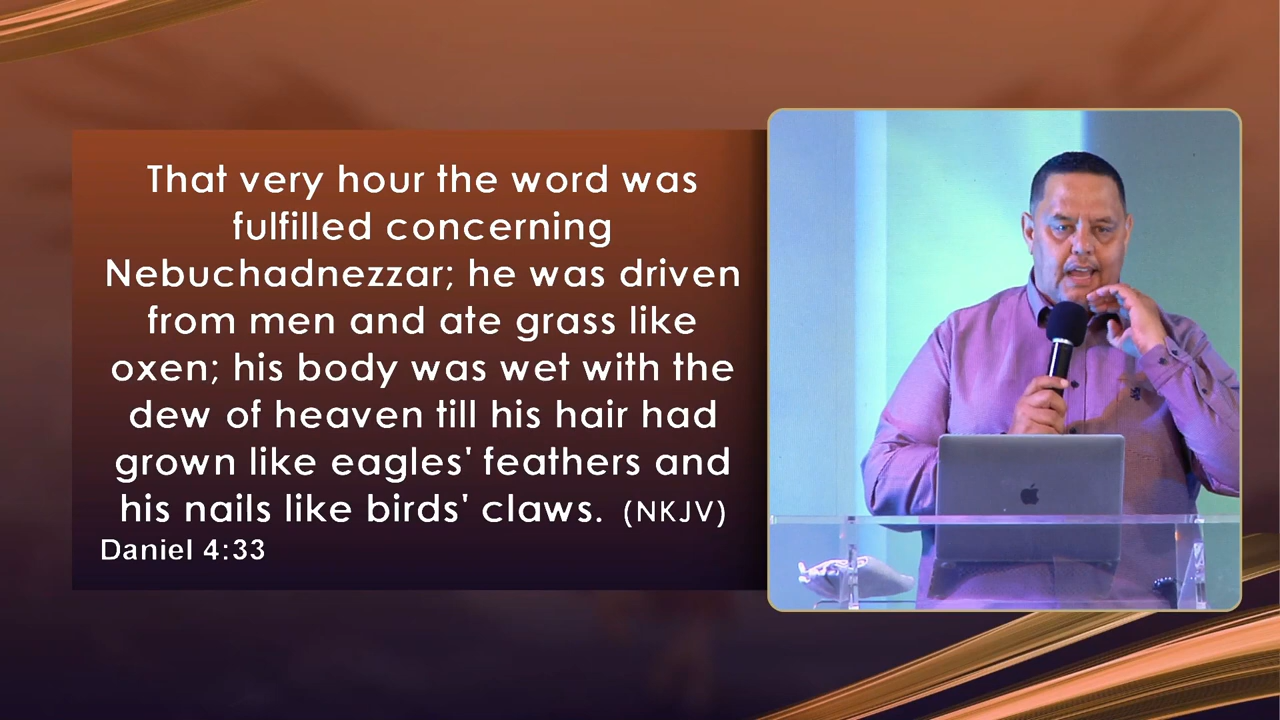 That very hour the word was
fulfilled concerning
Nebuchadnezzar; he was driven
from men and ate grass like
oxen; his body was wet with the
dew of heaven till his hair had
grown like eagles' feathers and
his nails like birds' claws. (NKJV)
Daniel 4:33